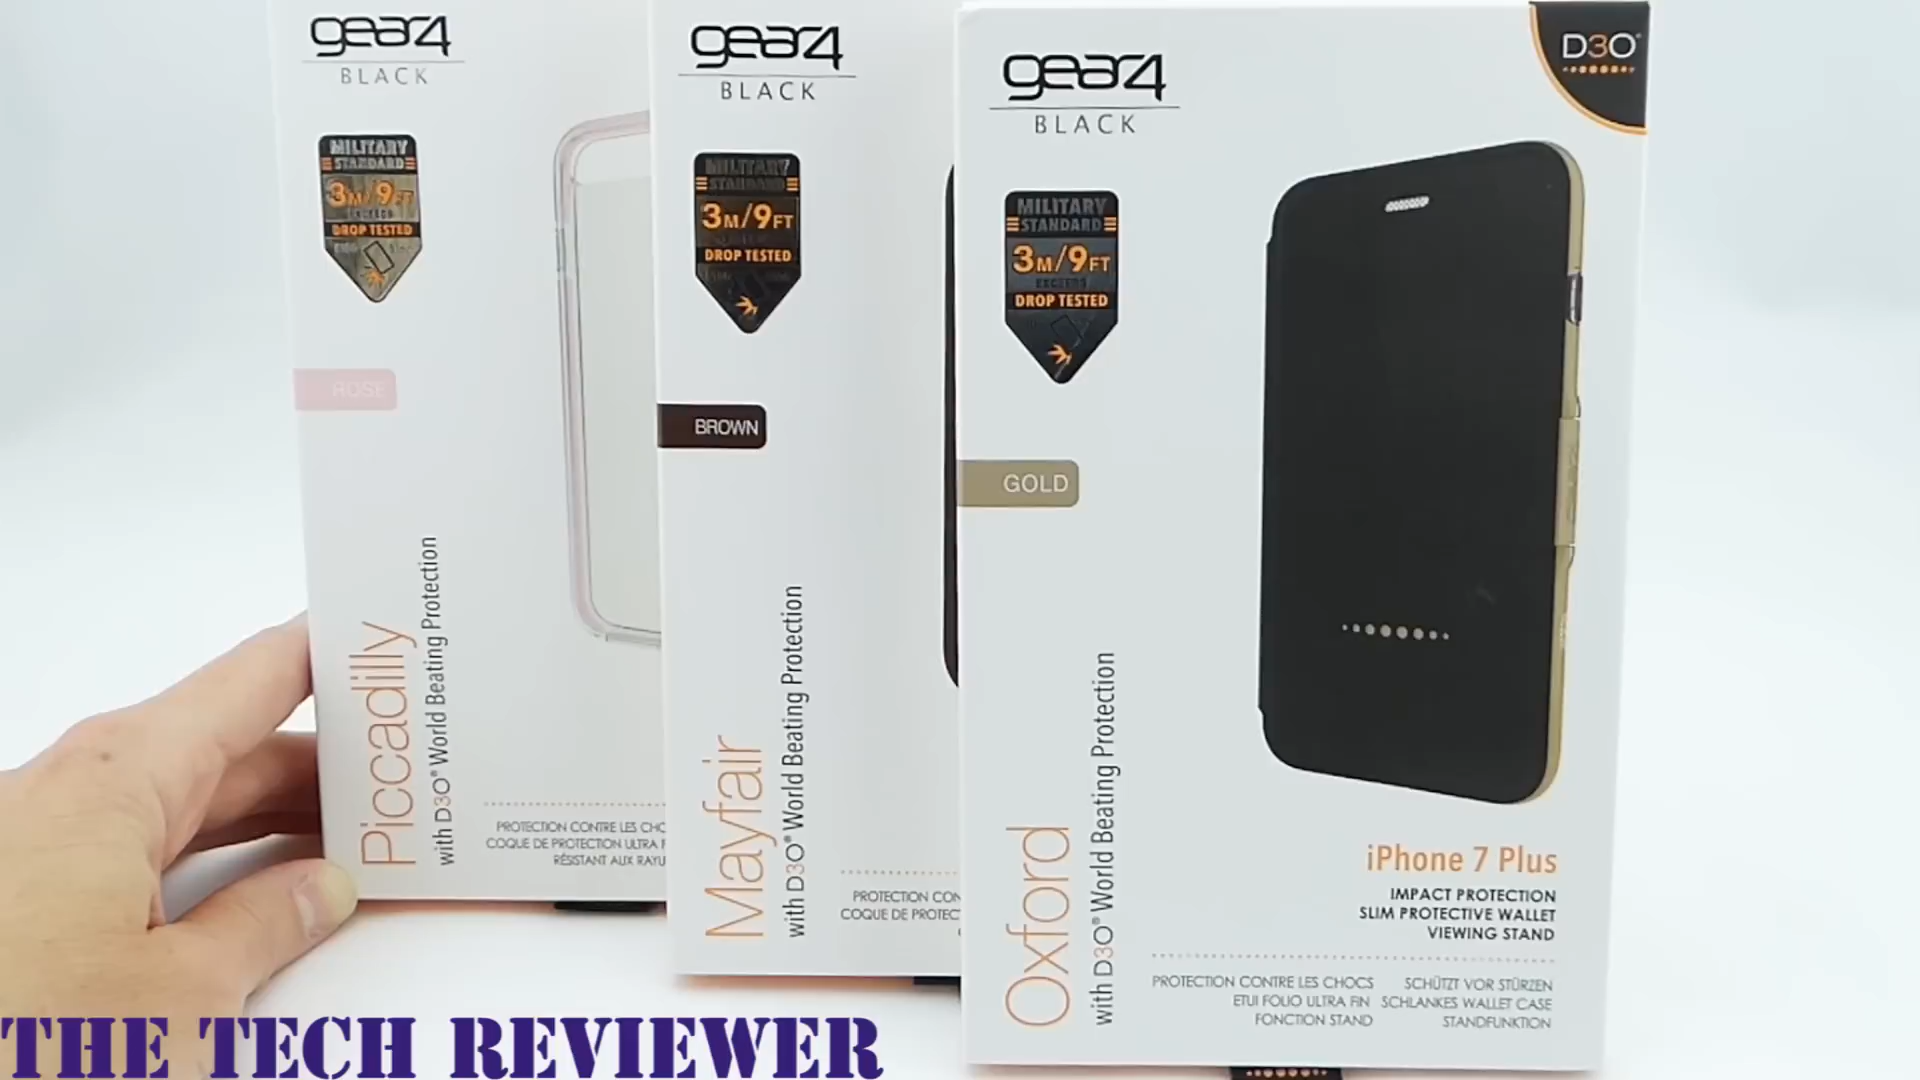 gear4
BLACK
MILITARY
STANDARD
3M/9FT
EXCEEDS
DROP TESTED
ROSE
Piccadilly
with D3O® World Beating Protection
PROTECTION CONTRE LES CHOC
COQUE DE PROTECTION ULTRA F
RÉSISTANT AUX RAYU
gear4
BLACK
MILITARY
STANDARD
3M/9FT
DROP TESTED
BROWN
Mayfair
with D3O® World Beating Protection
PROTECTION CON
COQUE DE PROTEC
gear4
BLACK
D3O®
MILITARY
STANDARD
3M/9FT
EXCEEDS
DROP TESTED
GOLD
Oxford
with D3O® World Beating Protection
iPhone 7 Plus
IMPACT PROTECTION
SLIM PROTECTIVE WALLET
VIEWING STAND
PROTECTION CONTRE LES CHOCS
ETUI FOLIO ULTRA FIN
FONCTION STAND
SCHÜTZT VOR STÜRZEN
SCHLANKES WALLET CASE
STANDFUNKTION
THE TECH REVIEWER